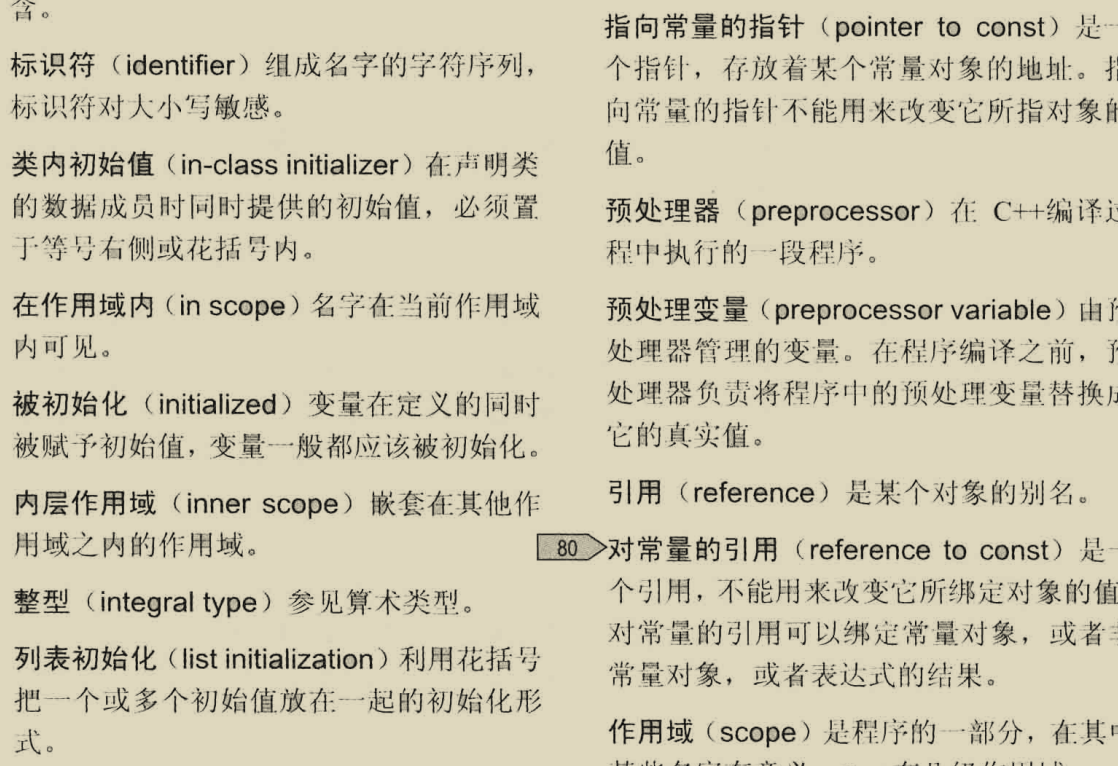 含。
标识符（identifier）组成名字的字符序列，
标识符对大小写敏感。
类内初始值（in-class initializer）在声明类
的数据成员时同时提供的初始值，必须置
于等号右侧或花括号内。
在作用域内（in scope）名字在当前作用域
内可见。
被初始化（initialized）变量在定义的同时
被赋予初始值，变量一般都应该被初始化。
内层作用域（inner scope）嵌套在其他作
用域之内的作用域。
整型（integral type）参见算术类型。
列表初始化（list initialization）利用花括号
把一个或多个初始值放在一起的初始化形
式。
指向常量的指针（pointer to const）是一
个指针，存放着某个常量对象的地址。指
向常量的指针不能用来改变它所指对象的
值。
预处理器（preprocessor）在 C++编译过
程中执行的一段程序。
预处理变量（preprocessor variable）由预
处理器管理的变量。在程序编译之前，预
处理器负责将程序中的预处理变量替换成
它的真实值。
引用（reference）是某个对象的别名。
80
对常量的引用（reference to const）是一
个引用，不能用来改变它所绑定对象的值
对常量的引用可以绑定常量对象，或者非
常量对象，或者表达式的结果。
作用域（scope）是程序的一部分，在其中